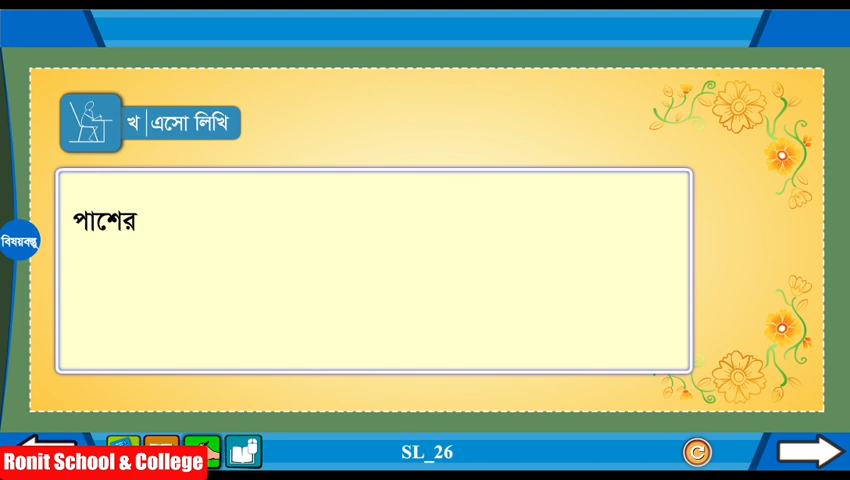 খ | এসো লিখি
পাশের
বিষয়বস্তু
SL_26
Ronit School & College